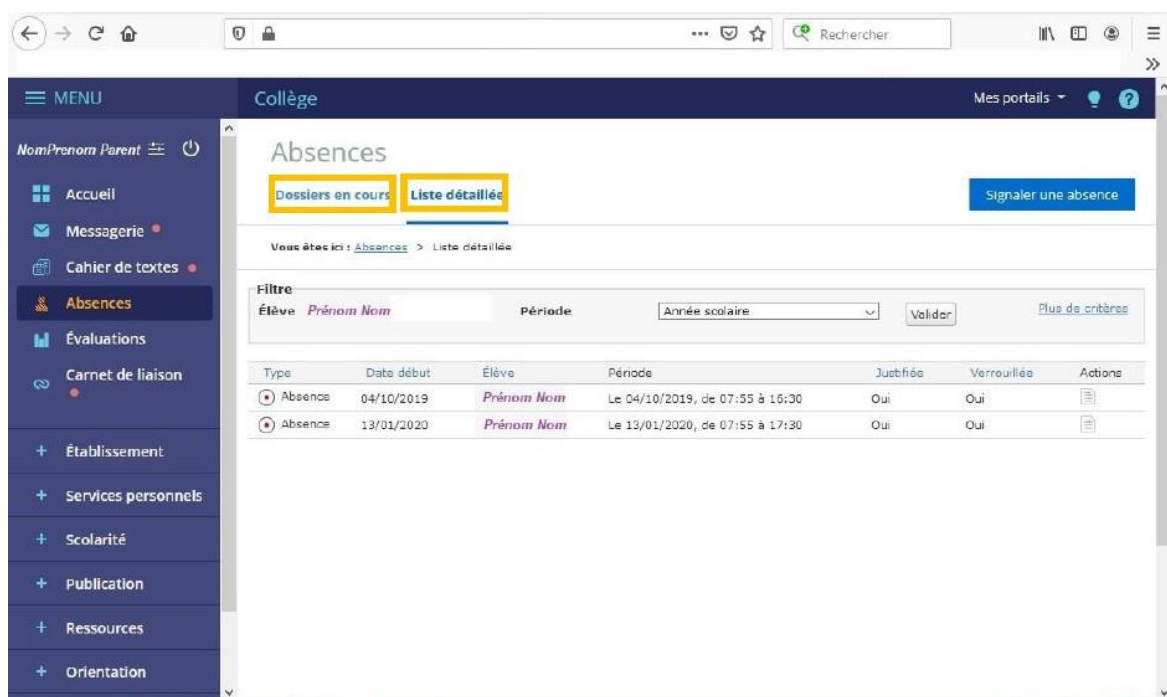 Rechercher
MENU
Collège
Mes portails
NomPrenom Parent
Absences
Accueil
Dossiers en cours
Liste détaillée
Signaler une absence
Messagerie
Vous êtes ici : Absences > Liste détaillée
Cahier de textes
Absences
Filtre
Élève Prénom Nom Période Année scolaire Valider Plus de critères
Évaluations
Carnet de liaison
Type Date début Élève Période Justifiée Verrouillée Actions
Absence 04/10/2019 Prénom Nom Le 04/10/2019, de 07:55 à 16:30 Oui Oui
Absence 13/01/2020 Prénom Nom Le 13/01/2020, de 07:55 à 17:30 Oui Oui
+ Établissement
+ Services personnels
+ Scolarité
+ Publication
+ Ressources
+ Orientation